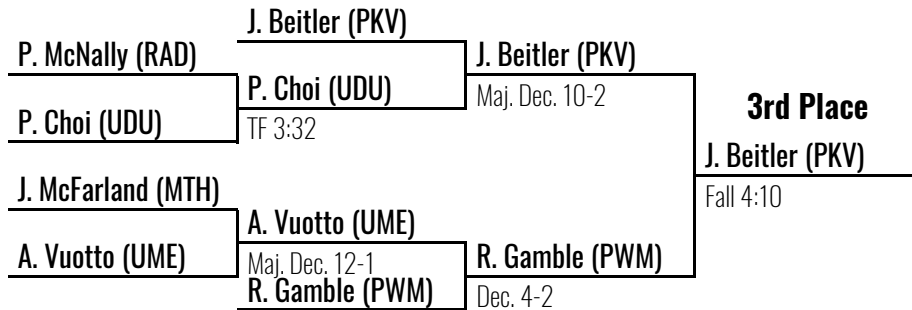 J. Beitler (PKV)
P. McNally (RAD)
J. Beitler (PKV)
P. Choi (UDU)
Maj. Dec. 10-2
3rd Place
P. Choi (UDU)
TF 3:32
J. Beitler (PKV)
J. McFarland (MTH)
Fall 4:10
A. Vuotto (UME)
A. Vuotto (UME)
Maj. Dec. 12-1
R. Gamble (PWM)
R. Gamble (PWM)
Dec. 4-2